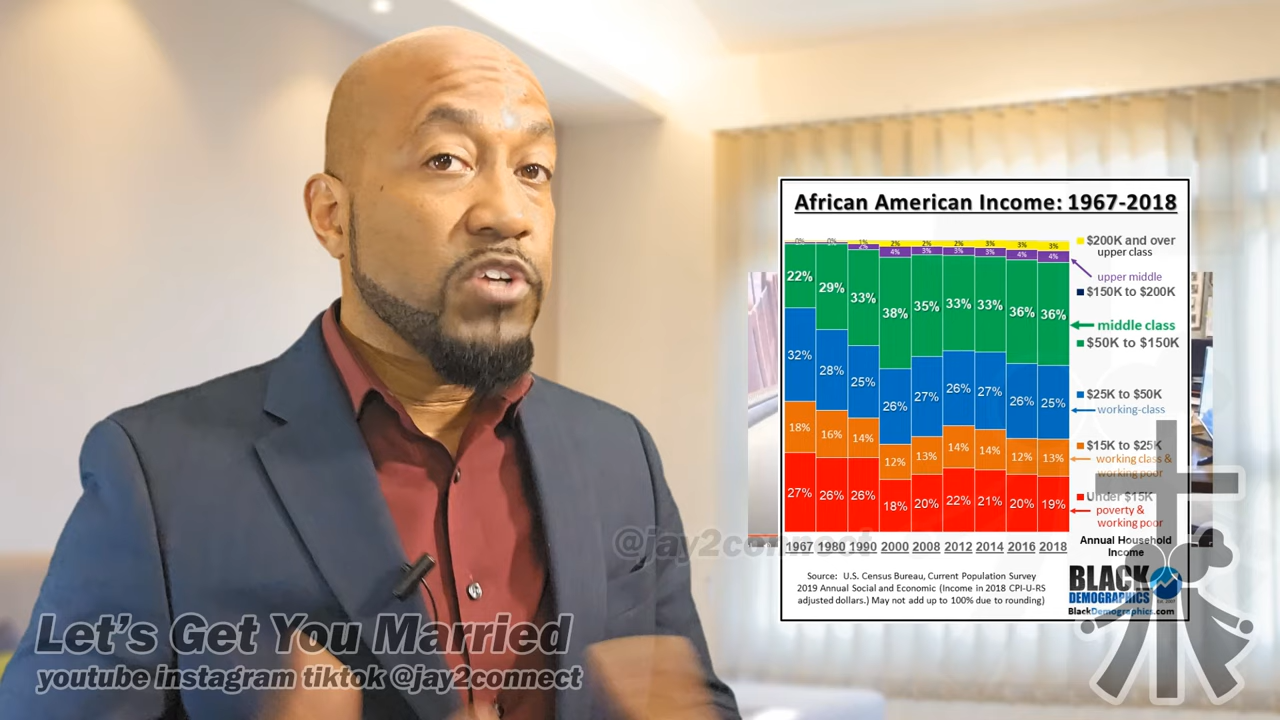 African American Income: 1967-2018
0% 0% 1% 2% 2% 2% 3% 3% 3%
2% 4% 3% 3% 3% 4% 4%
22% 29% 33% 38% 35% 33% 33% 36% 36%
32% 28% 25% 26% 27% 26% 27% 26% 25%
18% 16% 14% 12% 13% 14% 14% 12% 13%
27% 26% 26% 18% 20% 22% 21% 20% 19%
1967 1980 1990 2000 2008 2012 2014 2016 2018
$200K and over
upper class
upper middle
$150K to $200K
middle class
$50K to $150K
$25K to $50K
working-class
$15K to $25K
working class &
working poor
Under $15K
poverty &
working poor
Annual Household
Income
Source: U.S. Census Bureau, Current Population Survey
2019 Annual Social and Economic (Income in 2018 CPI-U-RS
adjusted dollars.) May not add up to 100% due to rounding)
BLACK
DEMOGRAPHICS
BlackDemographics.com
@jay2connect
Let's Get You Married
youtube instagram tiktok @jay2connect